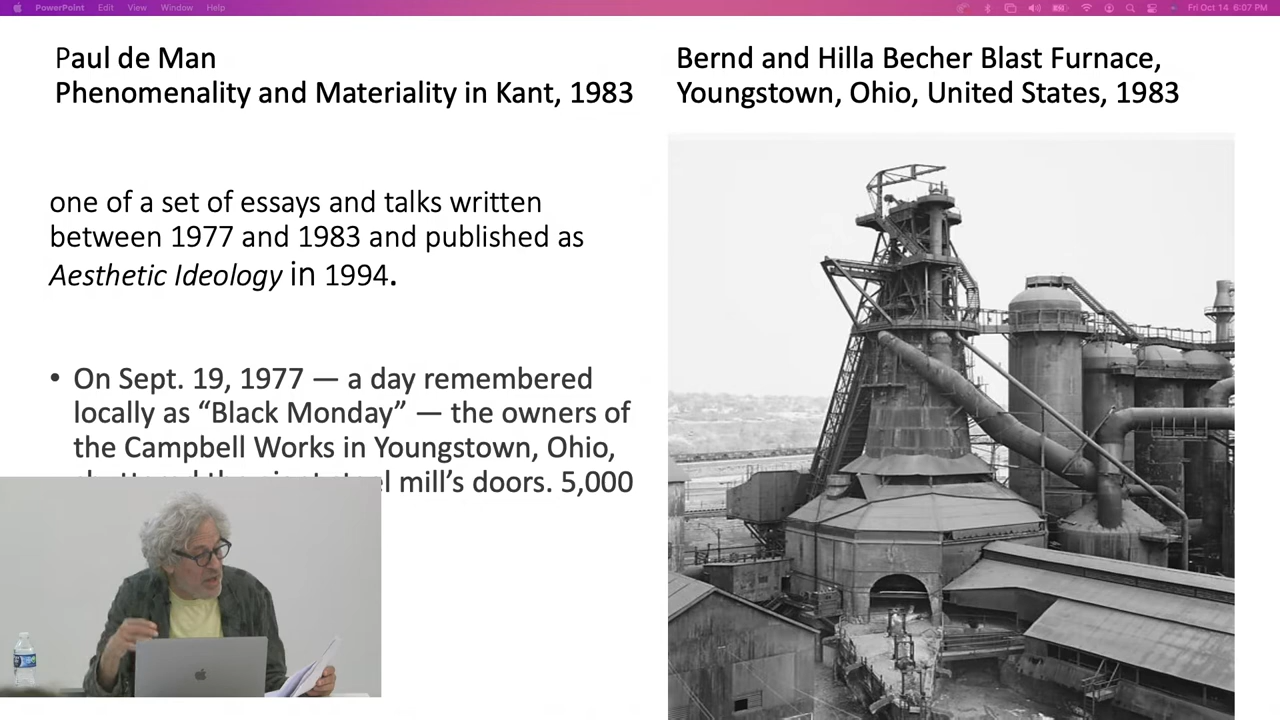 PowerPoint Edit View Window Help
Fri Oct 14 6:07 PM
Paul de Man
Phenomenality and Materiality in Kant, 1983
one of a set of essays and talks written
between 1977 and 1983 and published as
Aesthetic Ideology in 1994.
• On Sept. 19, 1977 — a day remembered
locally as “Black Monday” — the owners of
the Campbell Works in Youngstown, Ohio,
mill’s doors. 5,000
Bernd and Hilla Becher Blast Furnace,
Youngstown, Ohio, United States, 1983